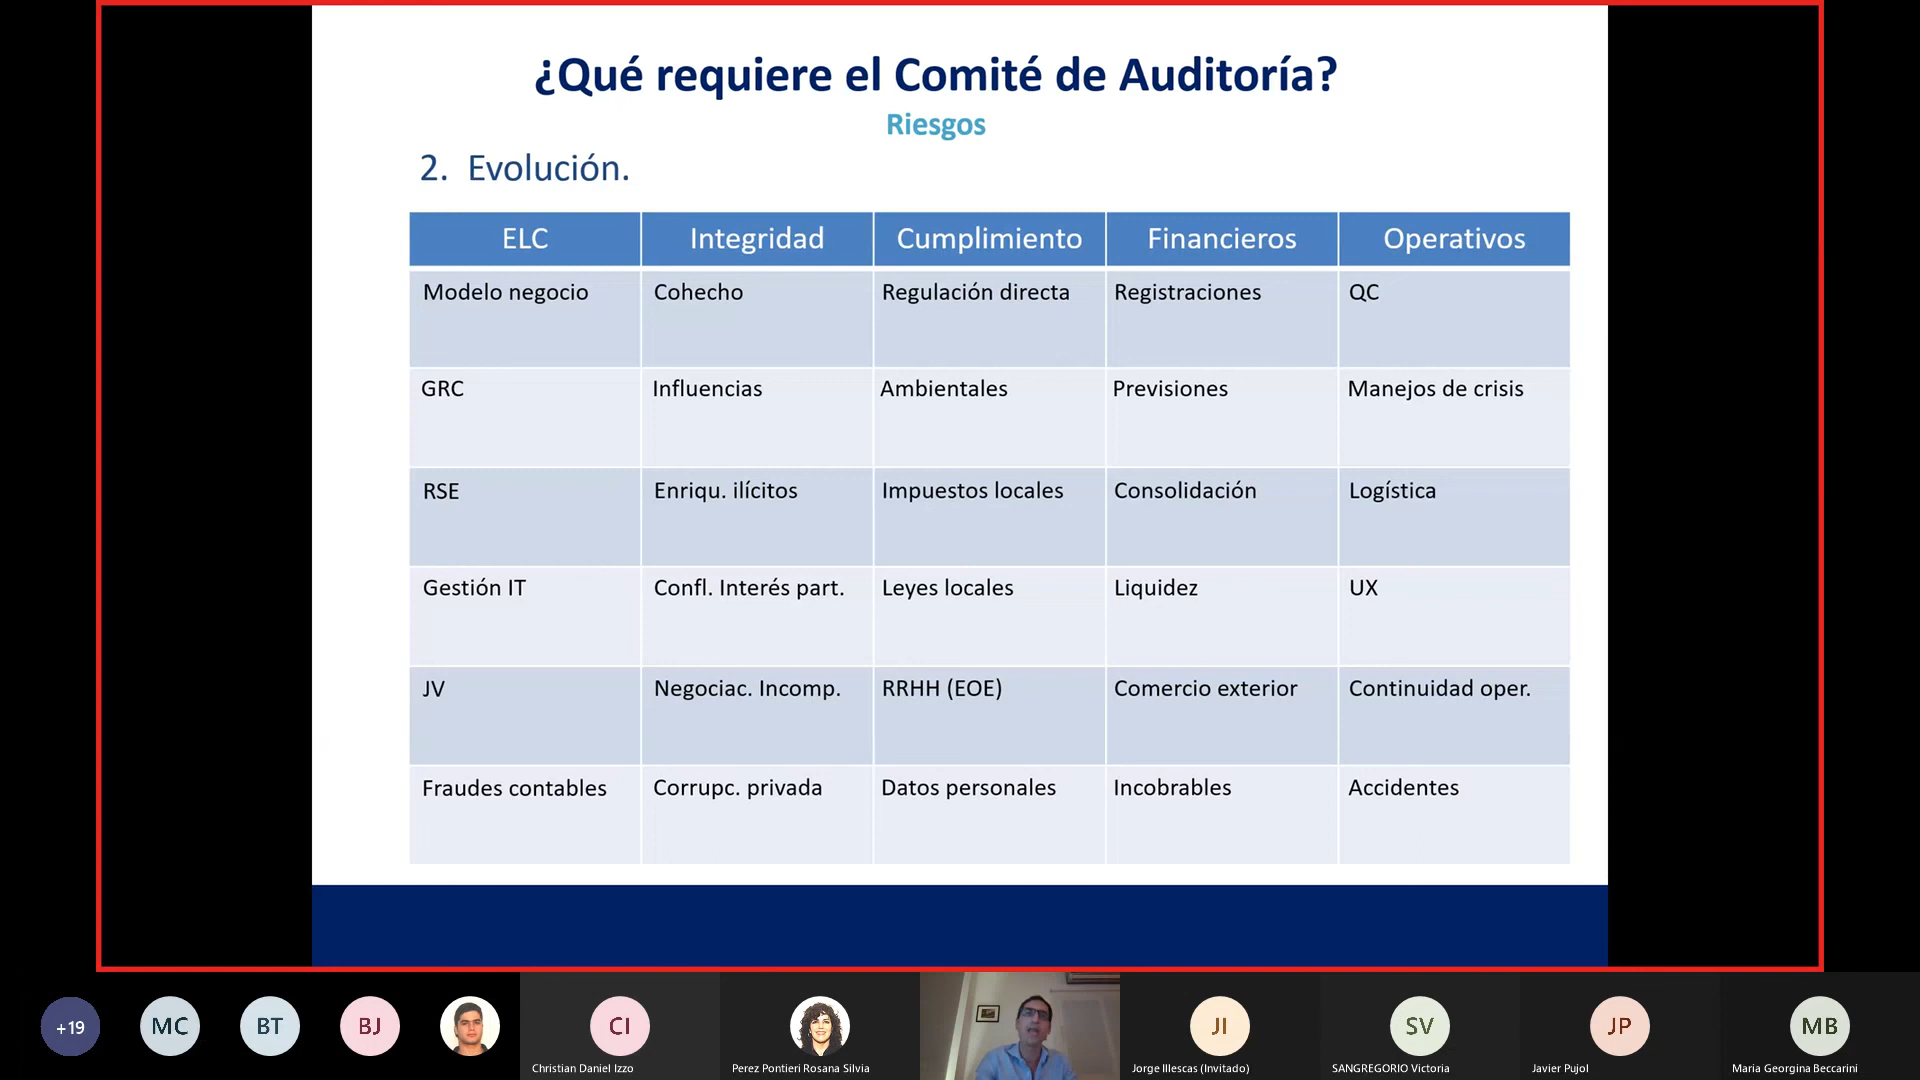 ¿Qué requiere el Comité de Auditoría?
Riesgos
2. Evolución.
ELC Integridad Cumplimiento Financieros Operativos
Modelo negocio Cohecho Regulación directa Registraciones QC
GRC Influencias Ambientales Previsiones Manejos de crisis
RSE Enriqu. ilícitos Impuestos locales Consolidación Logística
Gestión IT Confl. Interés part. Leyes locales Liquidez UX
JV Negociac. Incomp. RRHH (EOE) Comercio exterior Continuidad oper.
Fraudes contables Corrupc. privada Datos personales Incobrables Accidentes
+19 MC BT BJ CI JI SV JP MB
Christian Daniel Izzo Perez Pontieri Rosana Silvia Jorge Illescas (Invitado) SANGREGORIO Victoria Javier Pujol Maria Georgina Beccarini